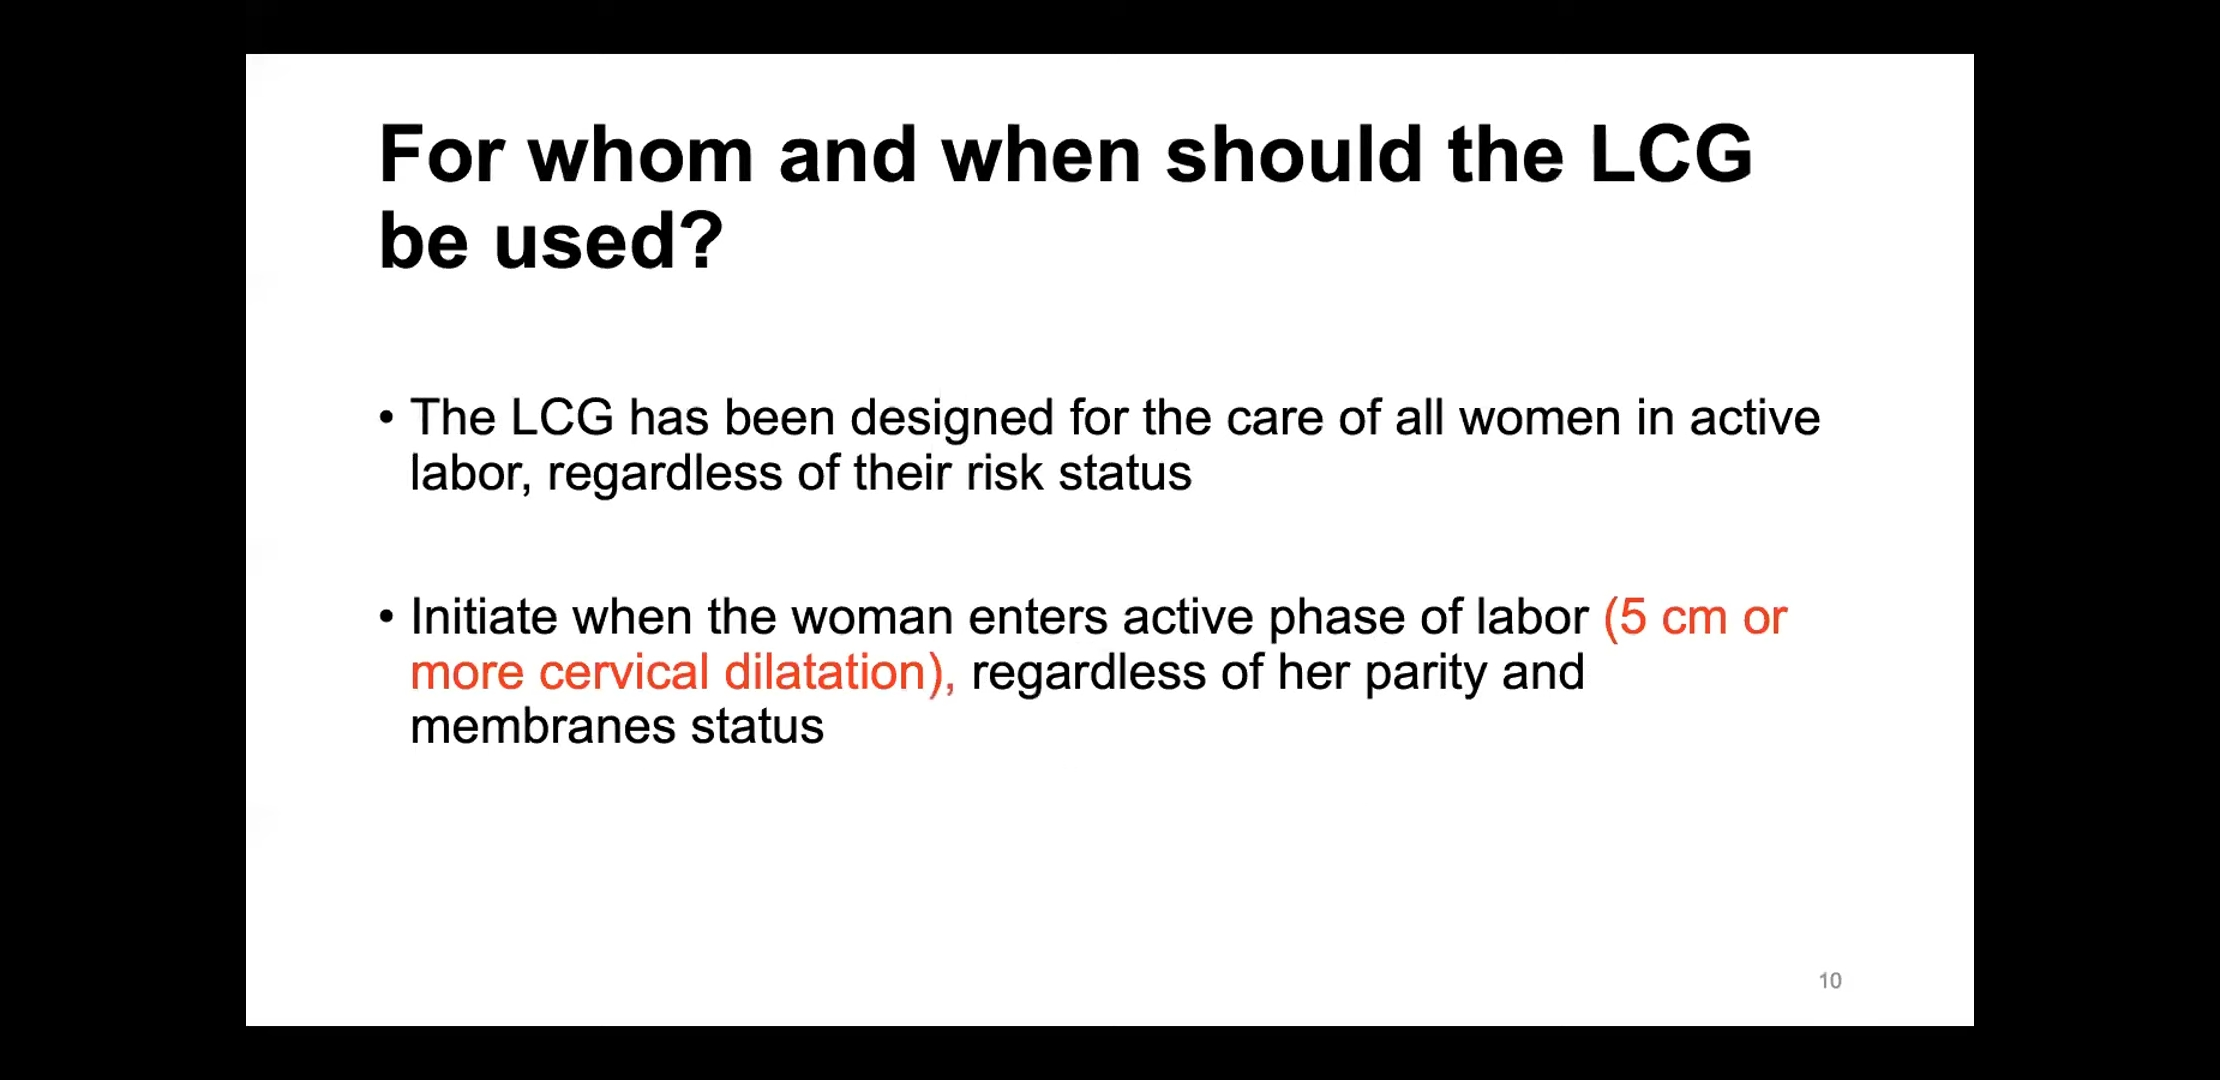 For whom and when should the LCG
be used?
• The LCG has been designed for the care of all women in active
labor, regardless of their risk status
• Initiate when the woman enters active phase of labor (5 cm or
more cervical dilatation), regardless of her parity and
membranes status
10